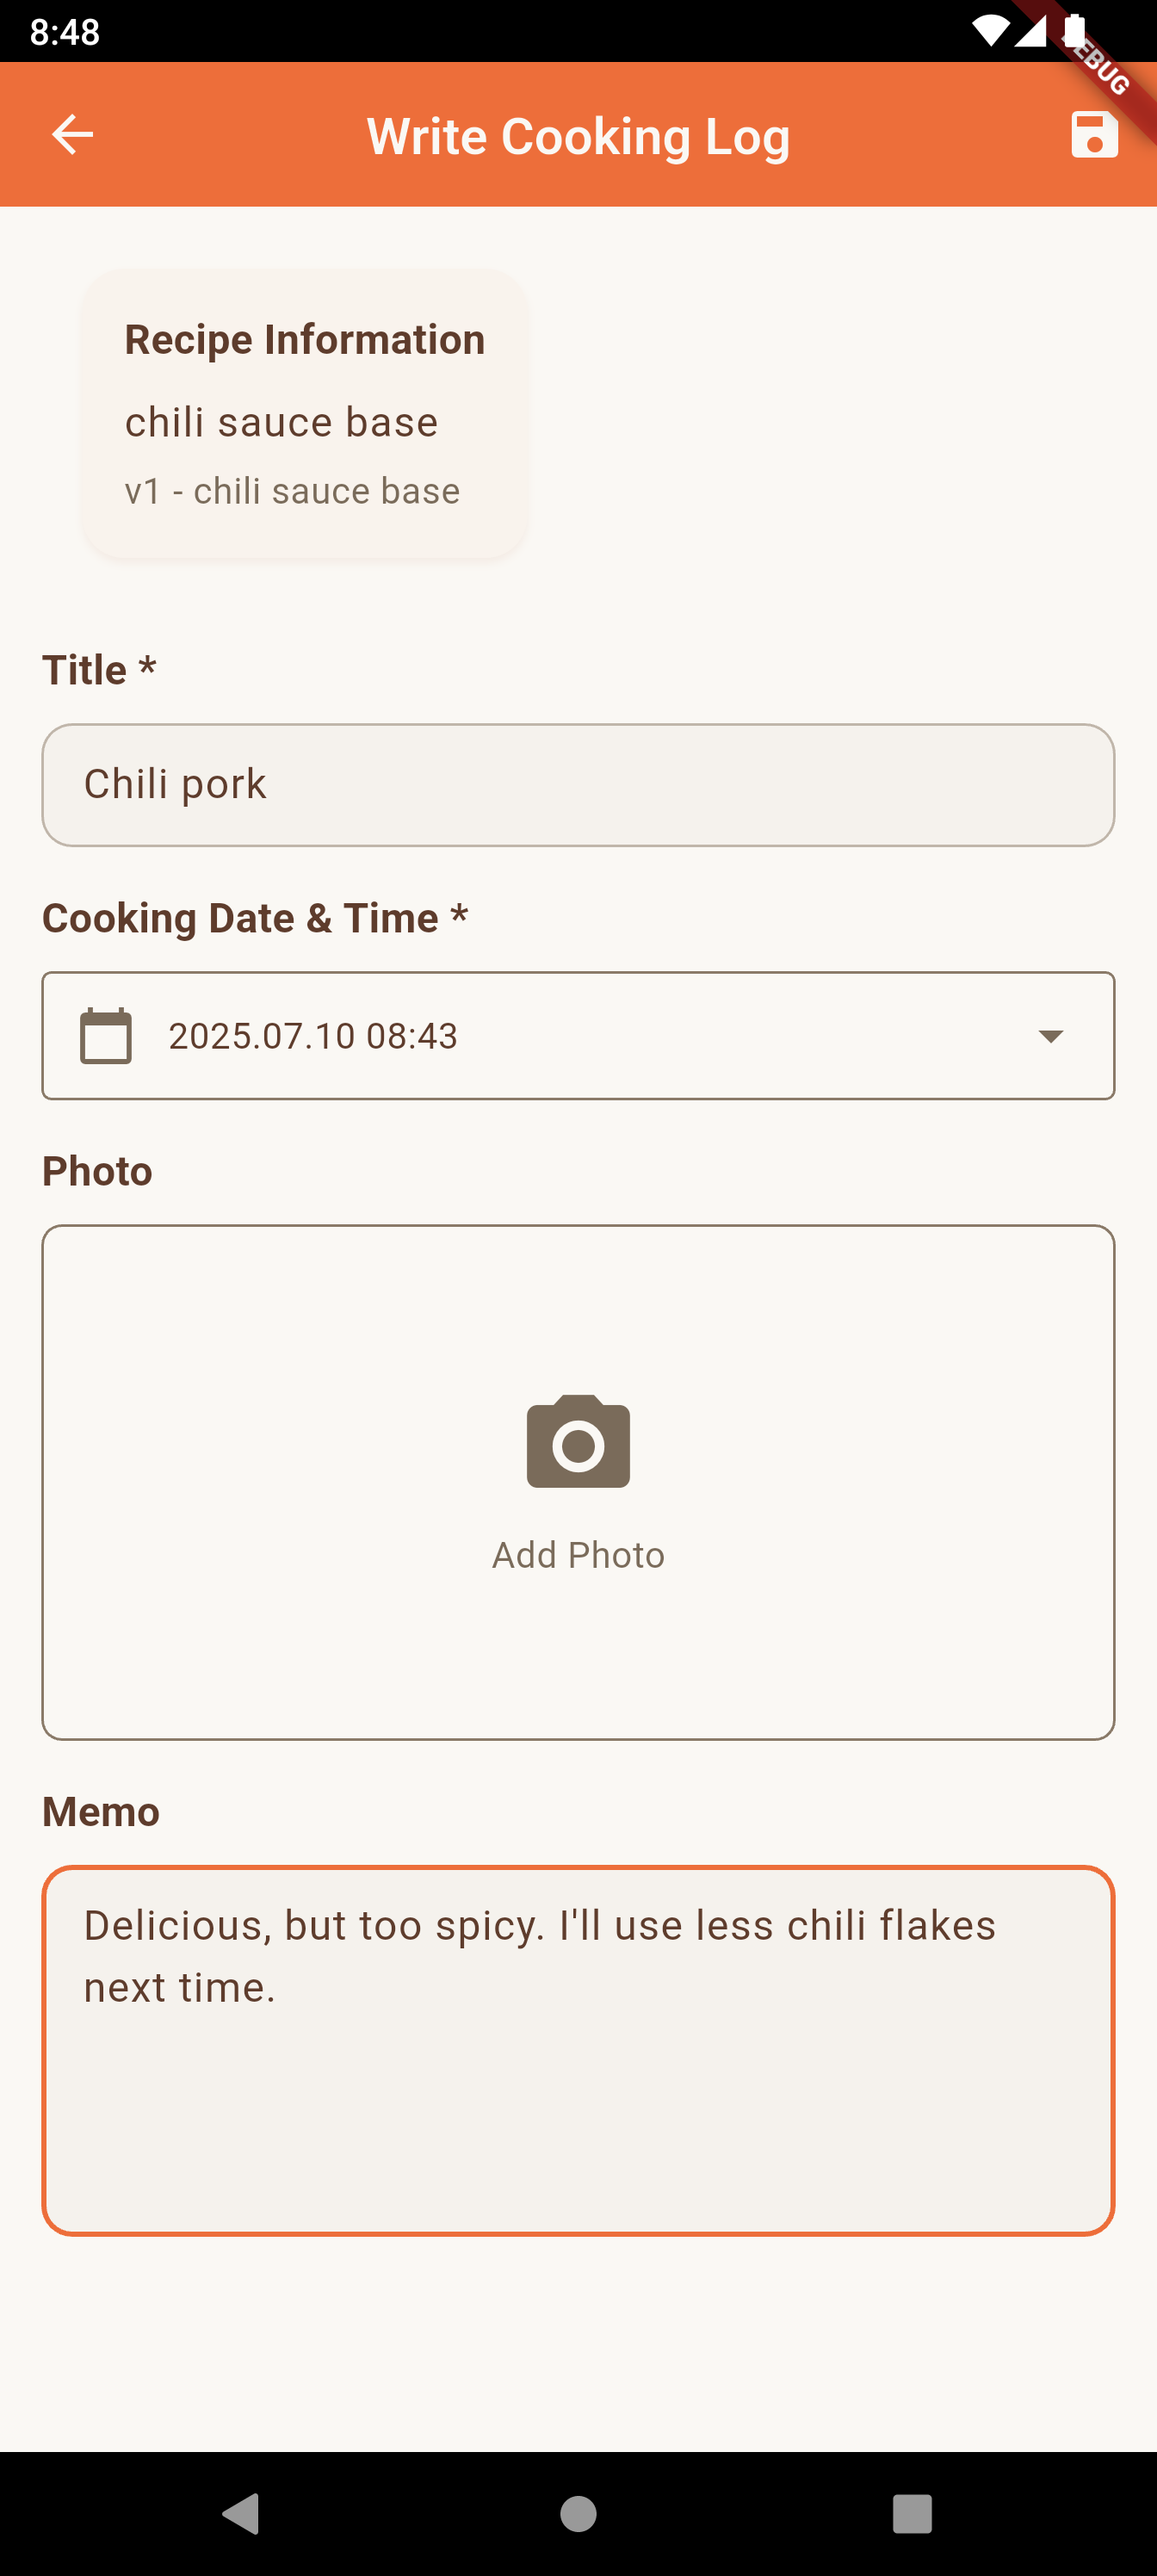 8:48
Write Cooking Log
Recipe Information
chili sauce base
v1 - chili sauce base
Title *
Chili pork
Cooking Date & Time *
2025.07.10 08:43
Photo
Add Photo
Memo
Delicious, but too spicy. I'll use less chili flakes
next time.